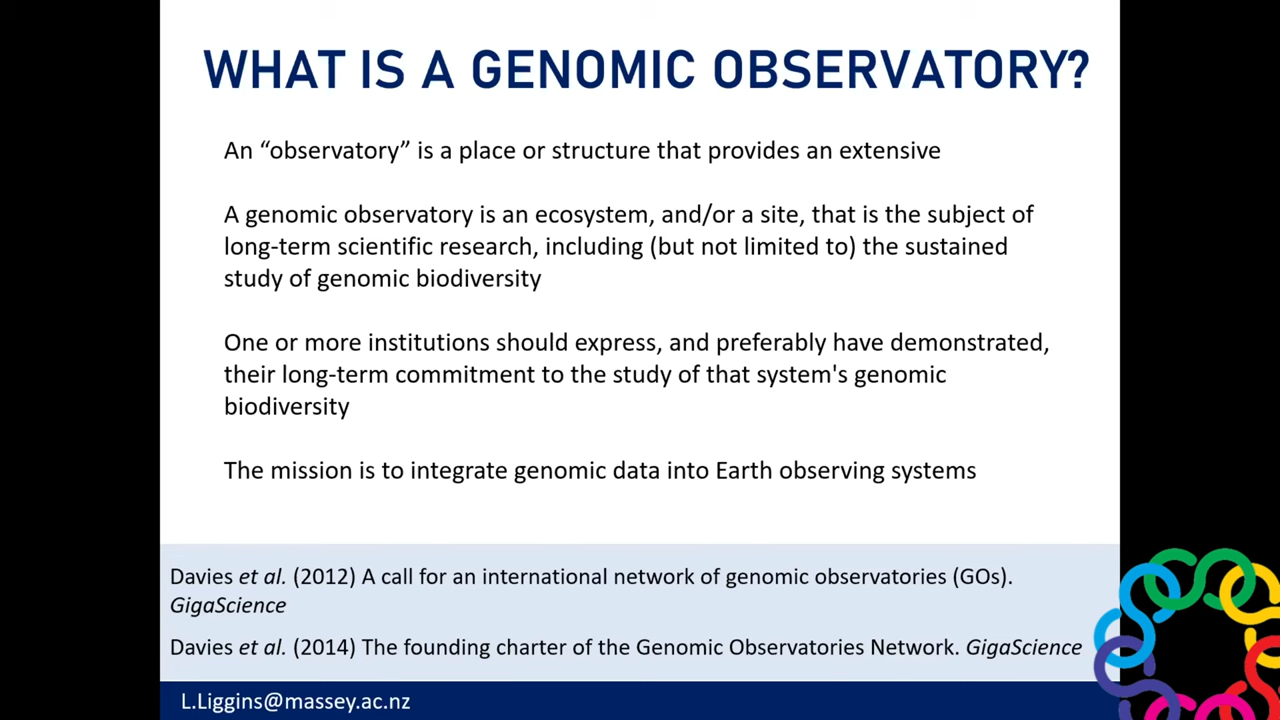 WHAT IS A GENOMIC OBSERVATORY?
An “observatory” is a place or structure that provides an extensive
A genomic observatory is an ecosystem, and/or a site, that is the subject of
long-term scientific research, including (but not limited to) the sustained
study of genomic biodiversity
One or more institutions should express, and preferably have demonstrated,
their long-term commitment to the study of that system's genomic
biodiversity
The mission is to integrate genomic data into Earth observing systems
Davies et al. (2012) A call for an international network of genomic observatories (GOs).
GigaScience
Davies et al. (2014) The founding charter of the Genomic Observatories Network. GigaScience
L.Liggins@massey.ac.nz